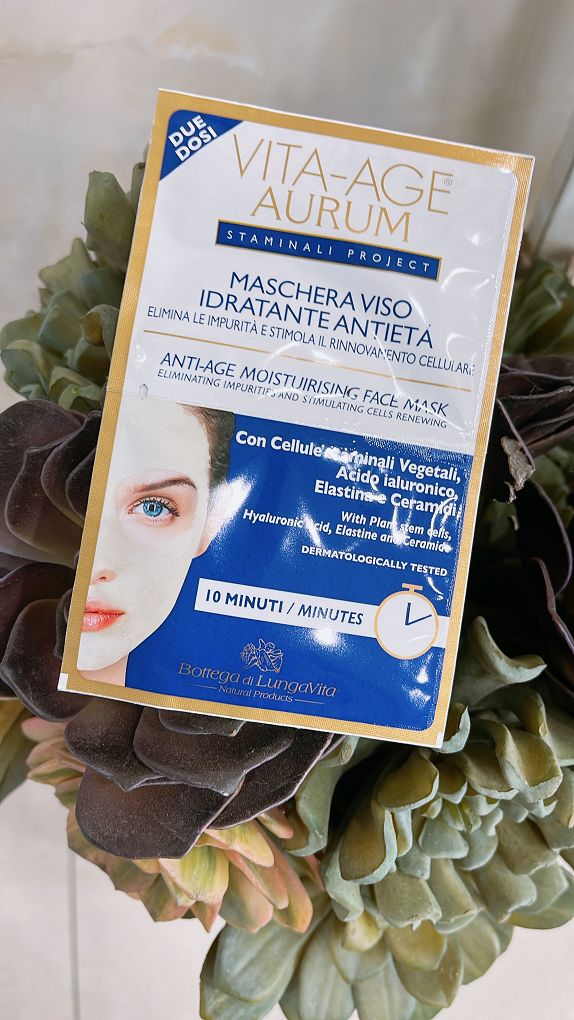 DUE
DOSI
VITA-AGE®
AURUM
STAMINALI PROJECT
MASCHERA VISO
IDRATANTE ANTIETÀ
ELIMINA LE IMPURITÀ E STIMOLA IL RINNOVAMENTO CELLULARE
ANTI-AGE MOISTUIRISING FACE MASK
ELIMINATING IMPURITIES AND STIMULATING CELLS RENEWING
Con Cellule Staminali Vegetali,
Acido ialuronico,
Elastina e Ceramidi
With Plant stem cells,
Hyaluronic Acid, Elastine and Ceramide
DERMATOLOGICALLY TESTED
10 MINUTI / MINUTES
Bottega di LungaVita
Natural Products